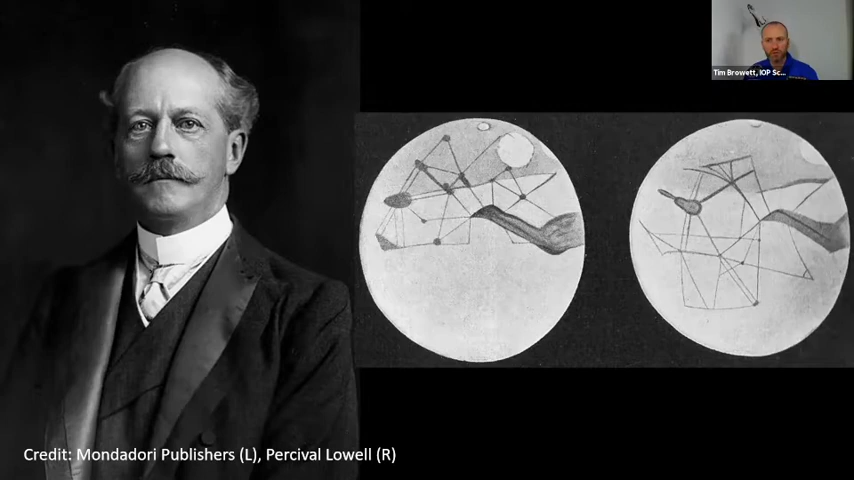 Tim Browett, IOP Sc...
Credit: Mondadori Publishers (L), Percival Lowell (R)